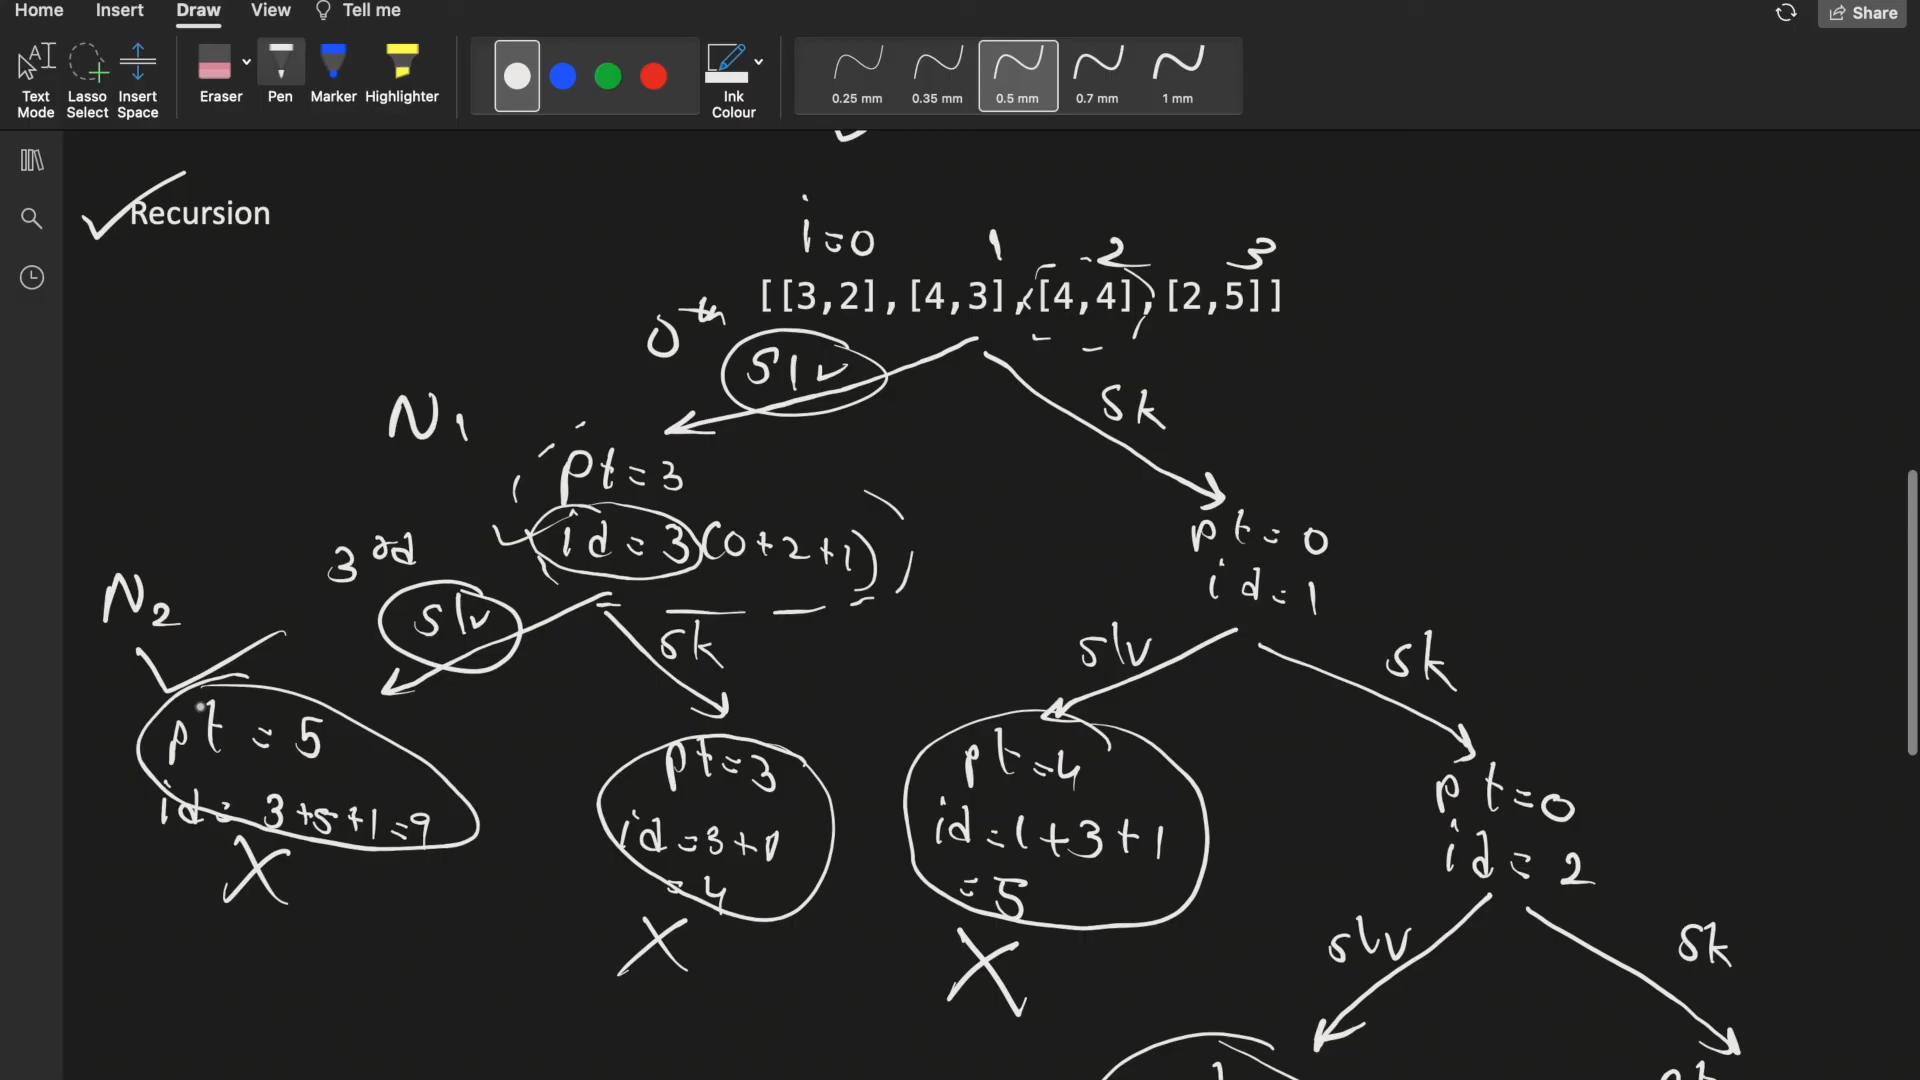 Home Insert Draw View Tell me Share
Text Mode Lasso Select Insert Space Eraser Pen Marker Highlighter Ink Colour 0.25 mm 0.35 mm 0.5 mm 0.7 mm 1 mm
Recursion
i=0 1 2 3
[[3,2],[4,3],[4,4],[2,5]]
0th slv sk
N1
pt=3
id=3(0+2+1)
pt=0
id=1
3rd slv sk
N2
slv sk
pt=5
id=3+5+1=9
X
pt=3
id=3+1
=4
X
pt=4
id=1+3+1
=5
X
pt=0
id=2
slv sk